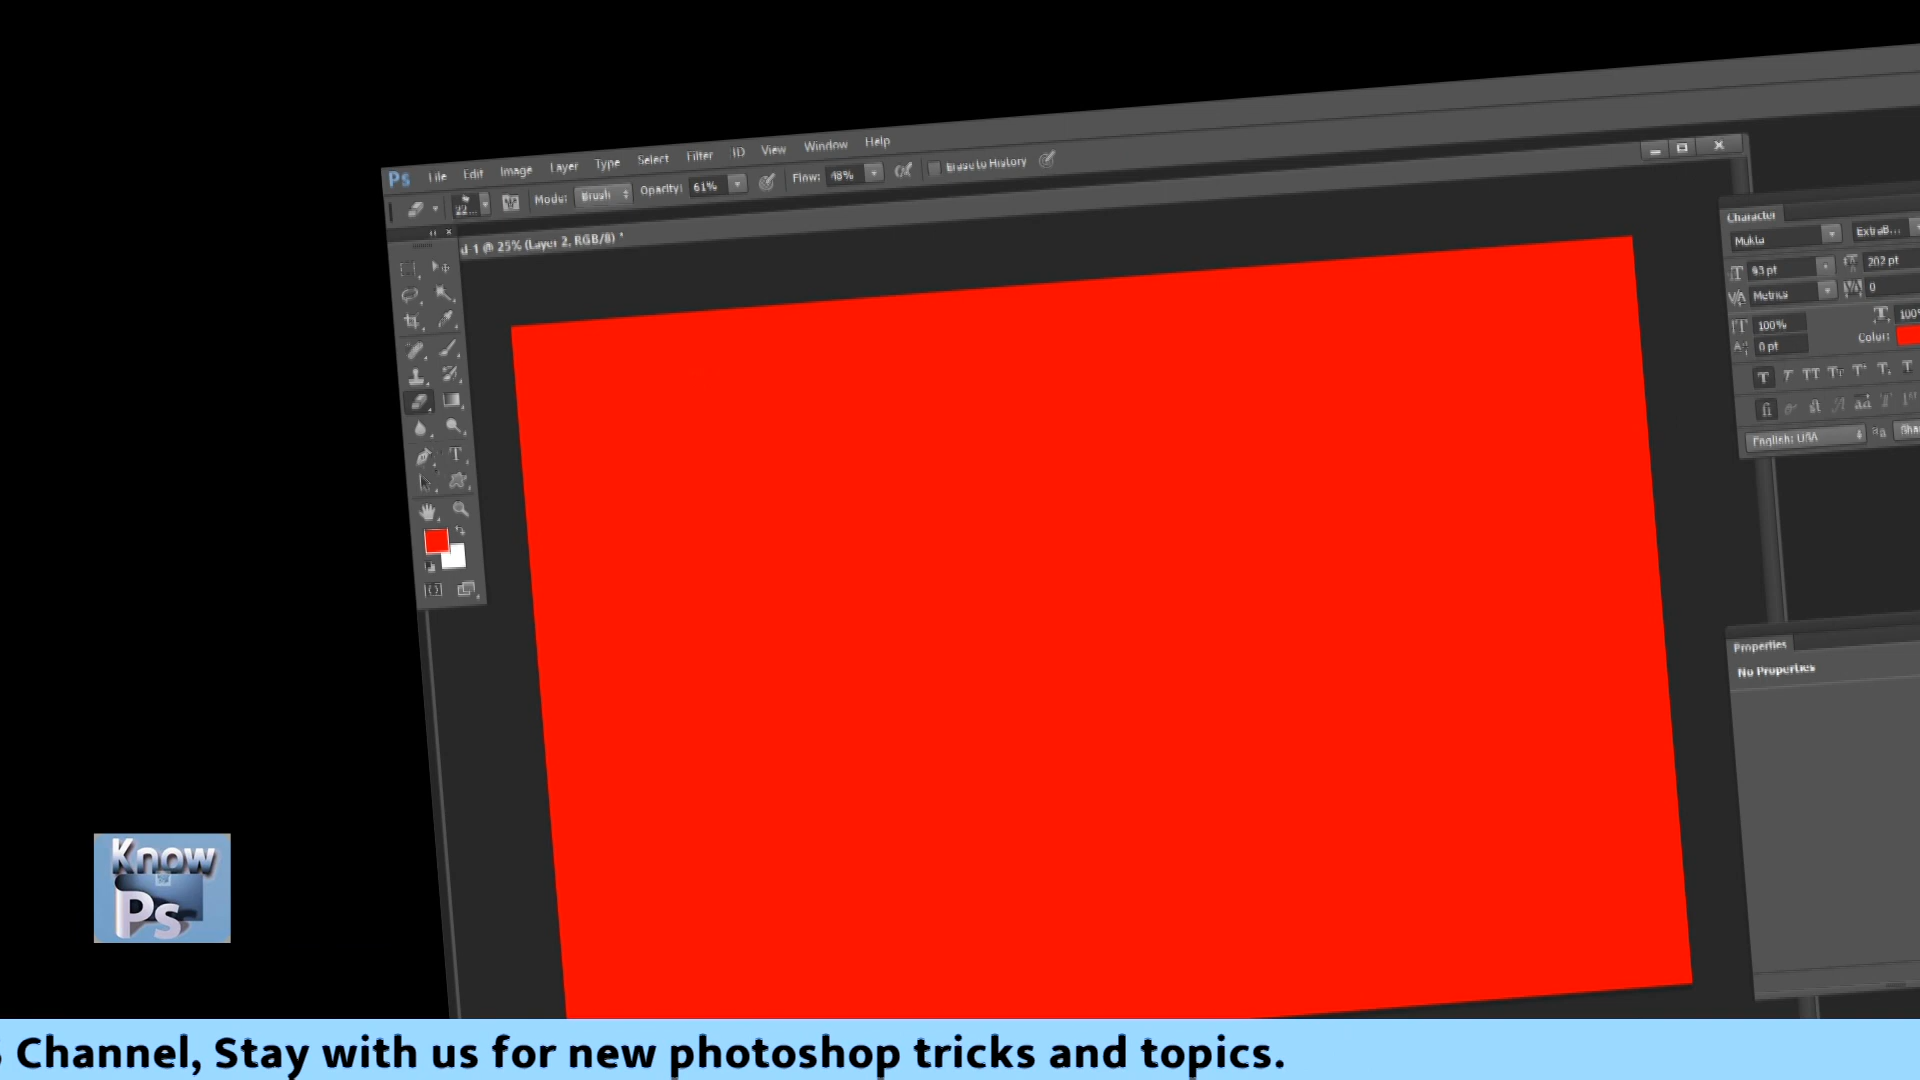 Ps File Edit Image Layer Type Select Filter 3D View Window Help
Mode: Brush Opacity: 61% Flow: 48% Erase to History
d-1 @ 25% (Layer 2, RGB/8) *
Character
Mukta ExtraB...
93 pt 202 pt
Metrics 0
100% 100%
0 pt Color:
English: USA
Properties
No Properties
Know
Ps
Channel, Stay with us for new photoshop tricks and topics.